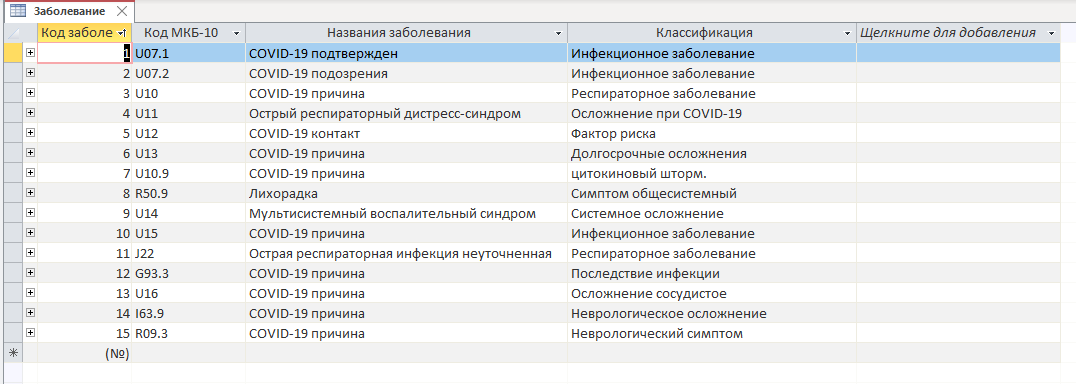 Заболевание
Код заболе Код МКБ-10 Названия заболевания Классификация Щелкните для добавления
1 U07.1 COVID-19 подтвержден Инфекционное заболевание
2 U07.2 COVID-19 подозрения Инфекционное заболевание
3 U10 COVID-19 причина Респираторное заболевание
4 U11 Острый респираторный дистресс-синдром Осложнение при COVID-19
5 U12 COVID-19 контакт Фактор риска
6 U13 COVID-19 причина Долгосрочные осложнения
7 U10.9 COVID-19 причина цитокиновый шторм.
8 R50.9 Лихорадка Симптом общесистемный
9 U14 Мультисистемный воспалительный синдром Системное осложнение
10 U15 COVID-19 причина Инфекционное заболевание
11 J22 Острая респираторная инфекция неуточненная Респираторное заболевание
12 G93.3 COVID-19 причина Последствие инфекции
13 U16 COVID-19 причина Осложнение сосудистое
14 I63.9 COVID-19 причина Неврологическое осложнение
15 R09.3 COVID-19 причина Неврологический симптом
(№)